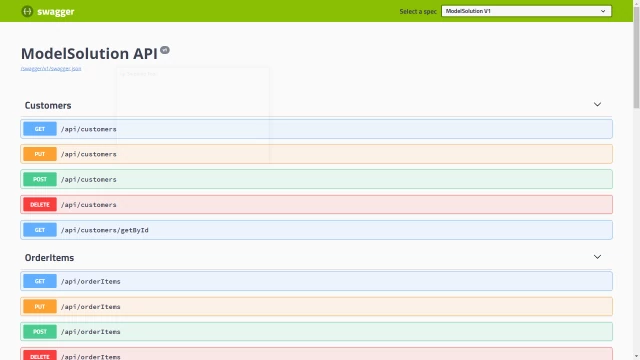 swagger
Select a spec
ModelSolution V1
ModelSolution API v1
/swagger/v1/swagger.json
Customers
GET /api/customers
PUT /api/customers
POST /api/customers
DELETE /api/customers
GET /api/customers/getById
OrderItems
GET /api/orderItems
PUT /api/orderItems
POST /api/orderItems
DELETE /api/orderItems